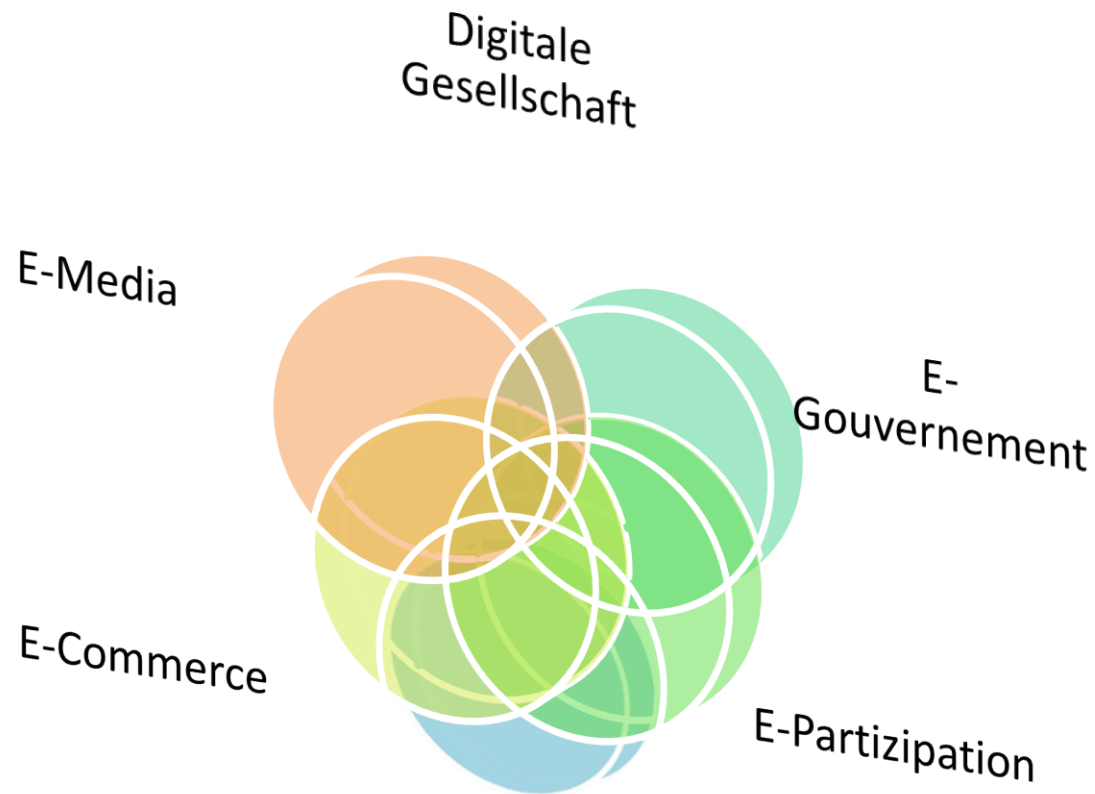 Digitale
Gesellschaft
E-Media
E-
Gouvernement
E-Commerce
E-Partizipation